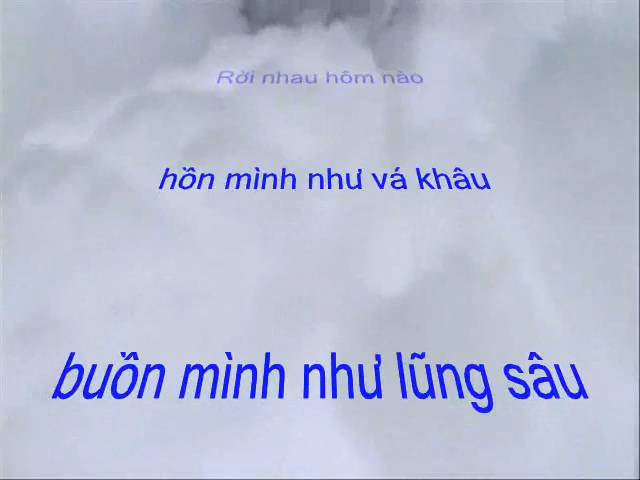 Rời nhau hôm nào
hồn mình như vá khâu
buồn mình như lũng sâu